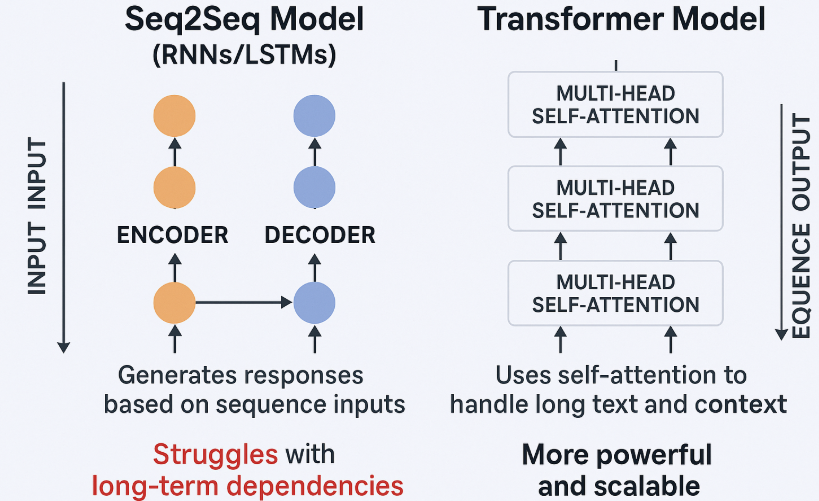 Seq2Seq Model
(RNNs/LSTMs)
INPUT INPUT
ENCODER
DECODER
Generates responses
based on sequence inputs
Struggles with
long-term dependencies
Transformer Model
MULTI-HEAD
SELF-ATTENTION
MULTI-HEAD
SELF-ATTENTION
MULTI-HEAD
SELF-ATTENTION
EQUENCE OUTPUT
Uses self-attention to
handle long text and context
More powerful
and scalable